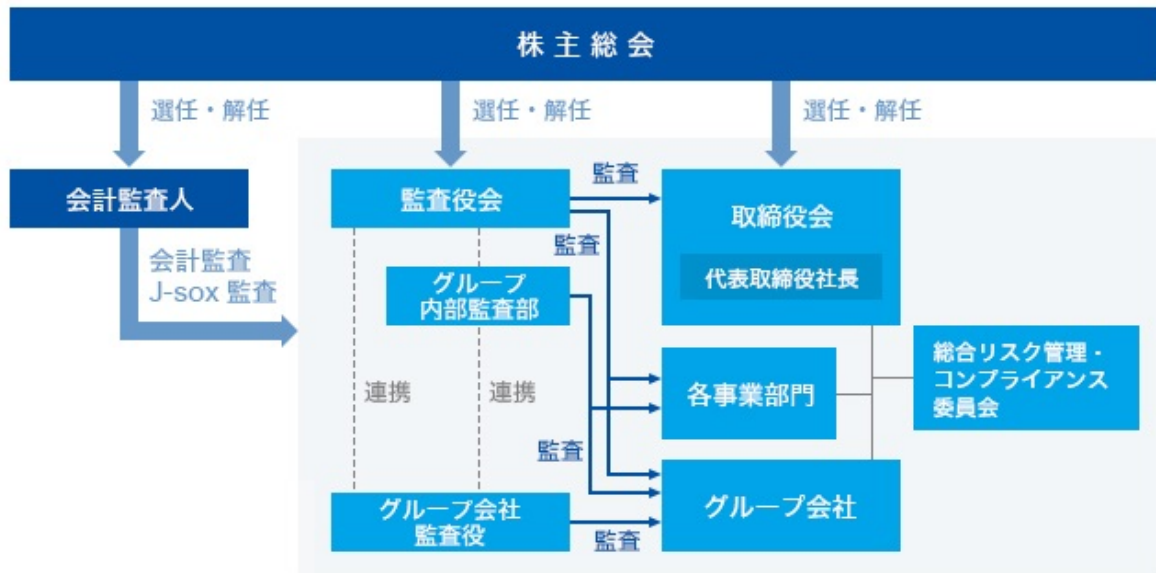 株主総会
選任・解任
選任・解任
選任・解任
会計監査人
監査役会
監査
取締役会
代表取締役社長
会計監査
J-sox 監査
監査
グループ
内部監査部
総合リスク管理 -
コンプライアンス
委員会
連携
連携
各事業部門
監査
グループ会社
監査役
監査
グループ会社